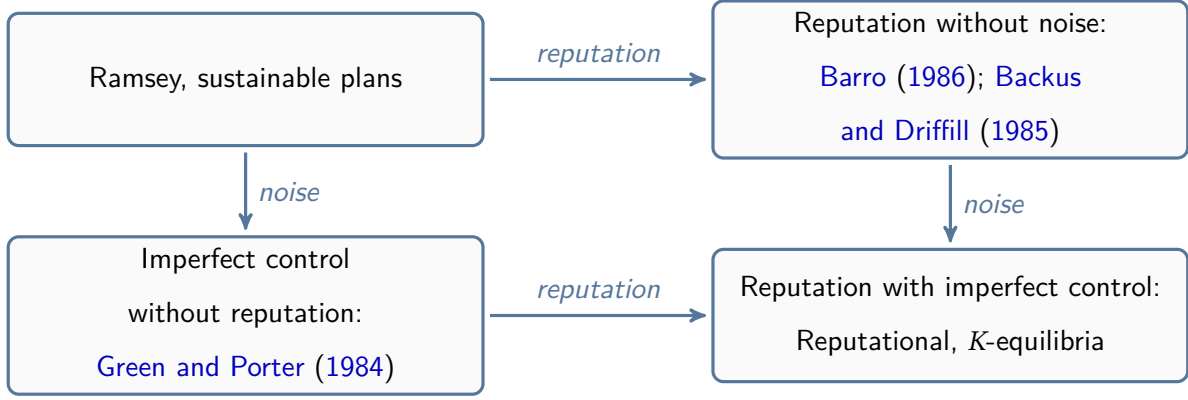 Ramsey, sustainable plans
reputation
Reputation without noise:
Barro (1986); Backus
and Driffill (1985)
noise
noise
Imperfect control
without reputation:
Green and Porter (1984)
reputation
Reputation with imperfect control:
Reputational, K-equilibria